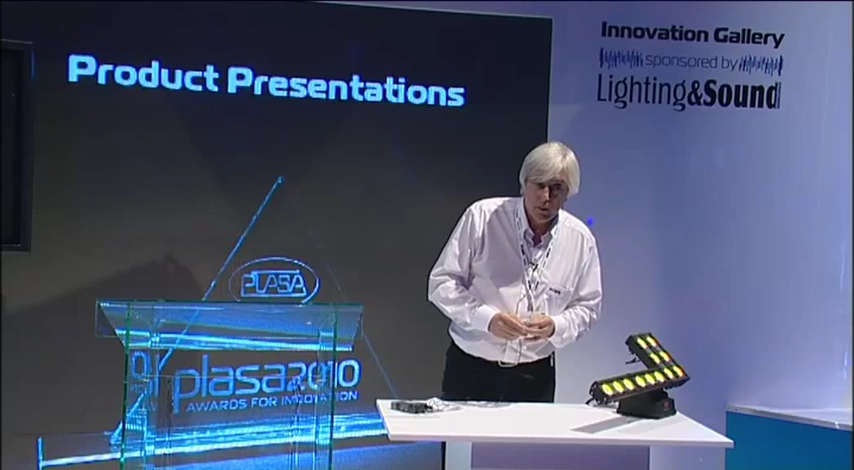 Product Presentations
Innovation Gallery
sponsored by
Lighting&Sound
PLASA
plasa2010
AWARDS FOR INNOVATION